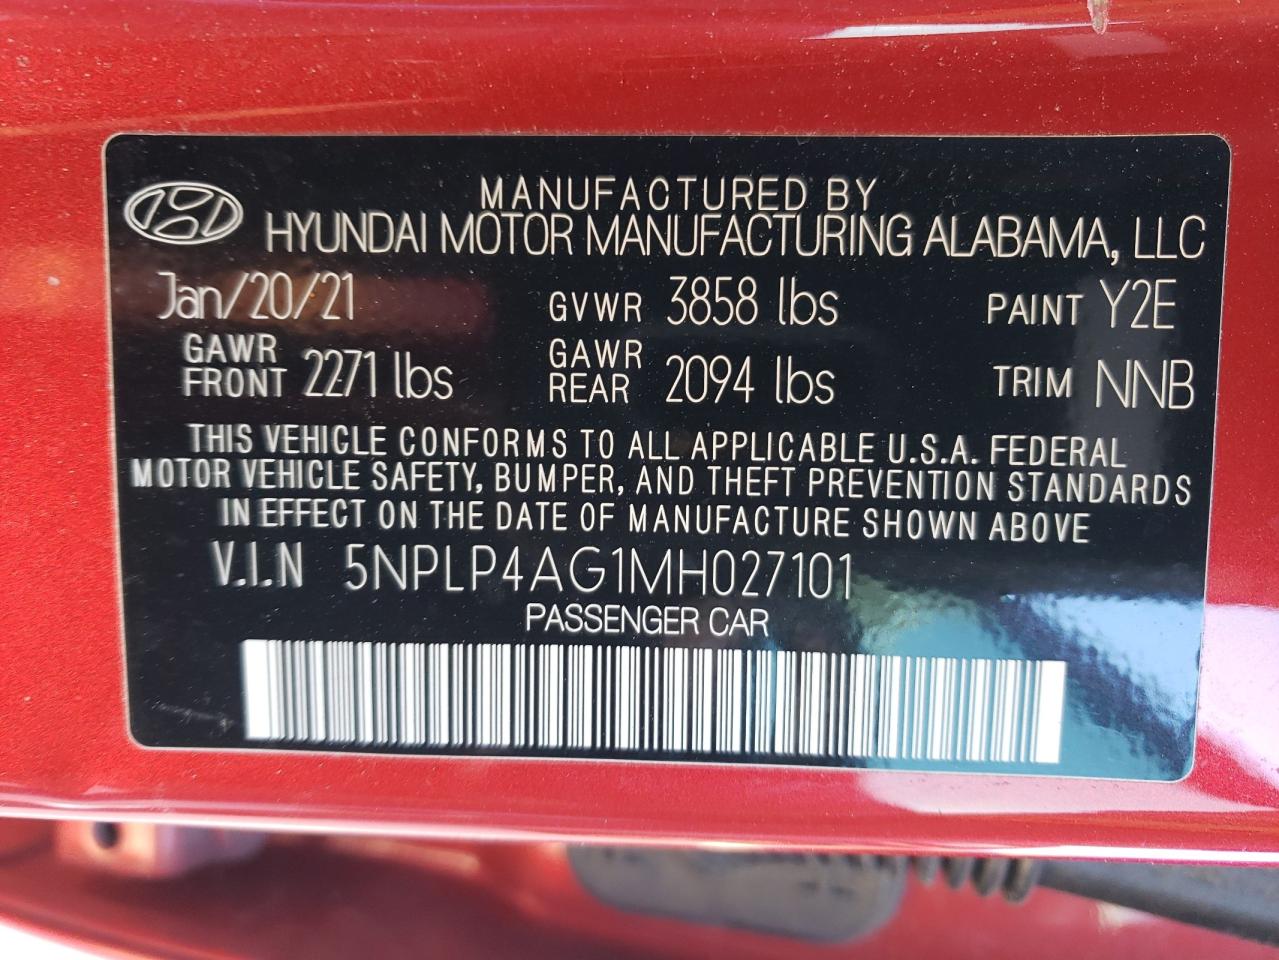 MANUFACTURED BY
HYUNDAI MOTOR MANUFACTURING ALABAMA, LLC
Jan/20/21 GVWR 3858 lbs PAINT Y2E
GAWR FRONT 2271 lbs GAWR REAR 2094 lbs TRIM NNB
THIS VEHICLE CONFORMS TO ALL APPLICABLE U.S.A. FEDERAL
MOTOR VEHICLE SAFETY, BUMPER, AND THEFT PREVENTION STANDARDS
IN EFFECT ON THE DATE OF MANUFACTURE SHOWN ABOVE
V.I.N 5NPLP4AG1MH027101
PASSENGER CAR